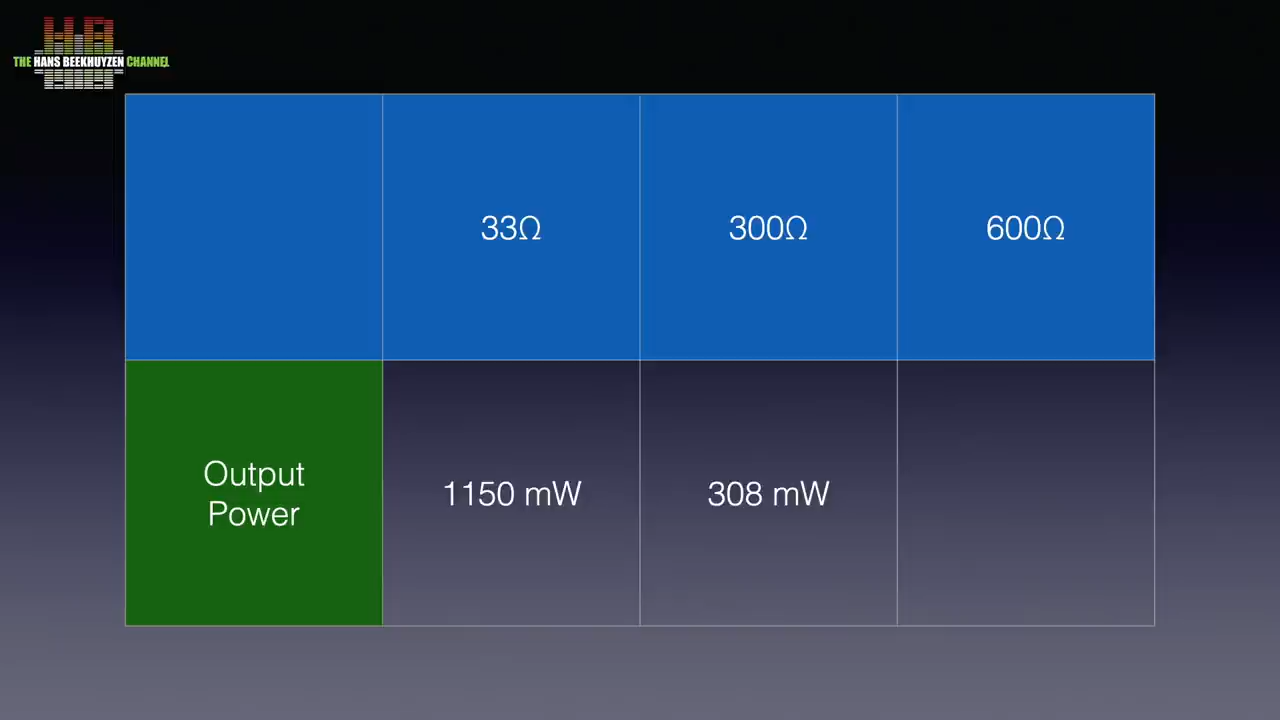 THE HANS BEEKHUYZEN CHANNEL
33Ω
300Ω
600Ω
Output
Power
1150 mW
308 mW